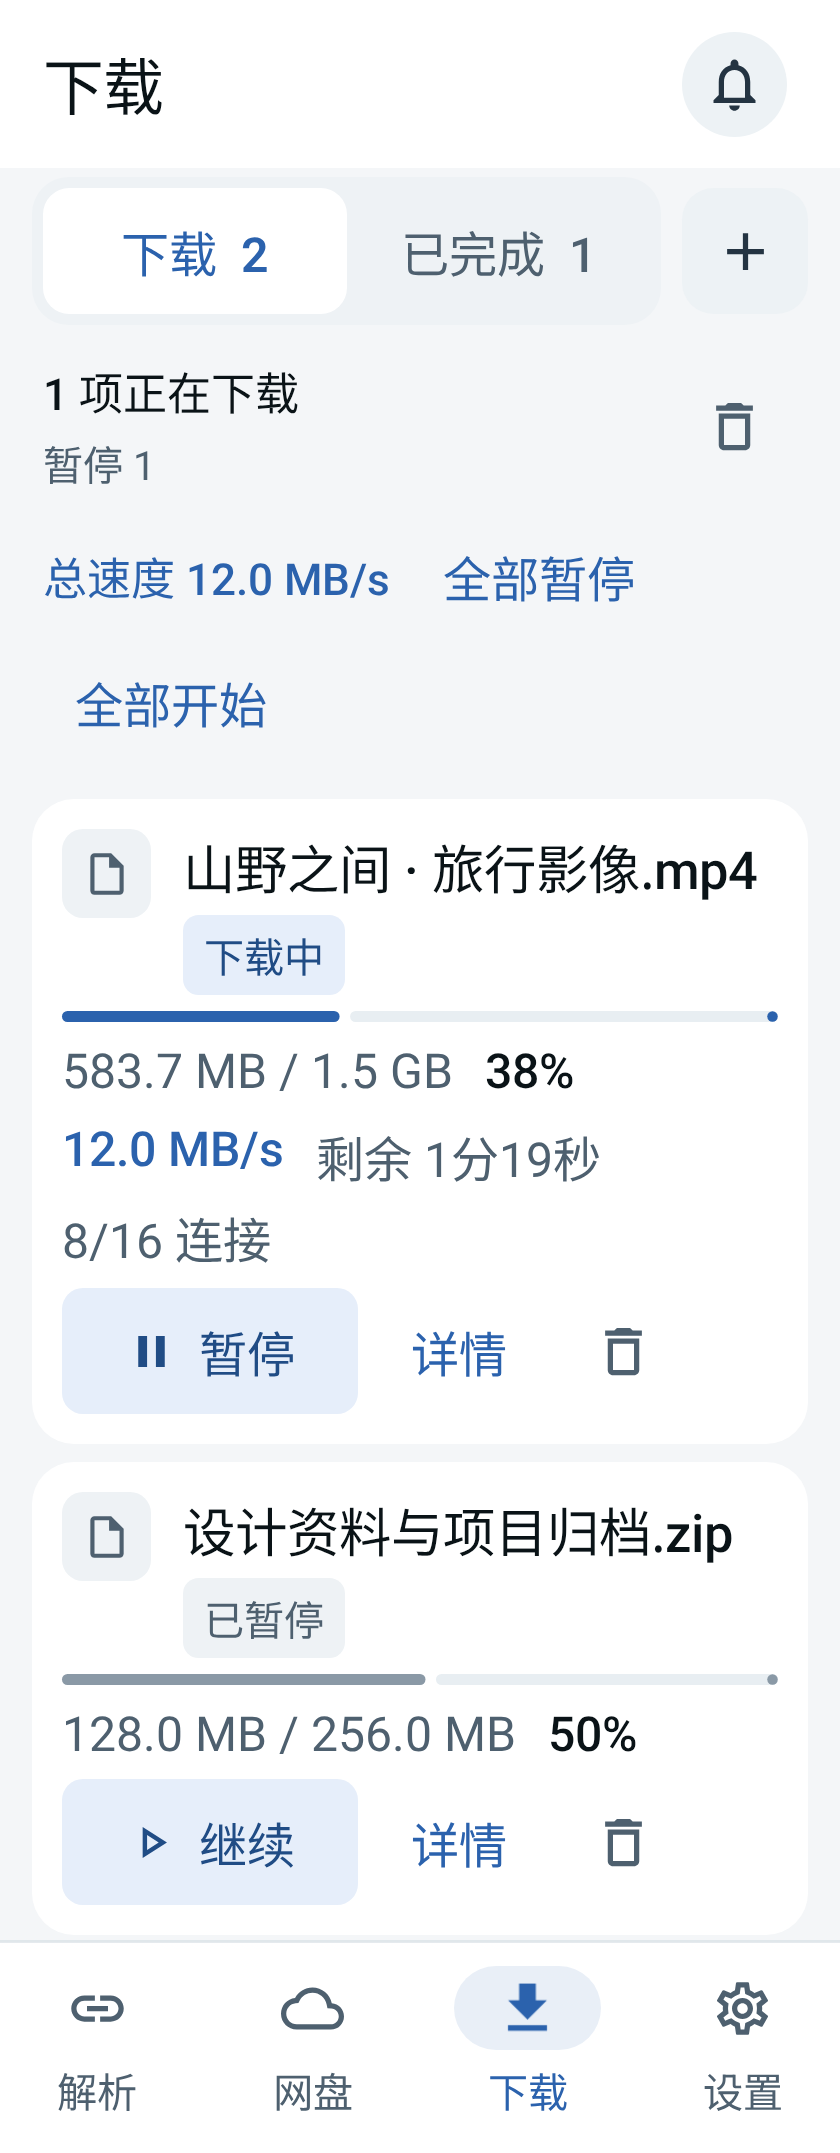 下载
下载 2 已完成 1
1 项正在下载
暂停 1
总速度 12.0 MB/s 全部暂停
全部开始
山野之间 · 旅行影像.mp4
下载中
583.7 MB / 1.5 GB 38%
12.0 MB/s 剩余 1分19秒
8/16 连接
暂停 详情
设计资料与项目归档.zip
已暂停
128.0 MB / 256.0 MB 50%
继续 详情
解析 网盘 下载 设置